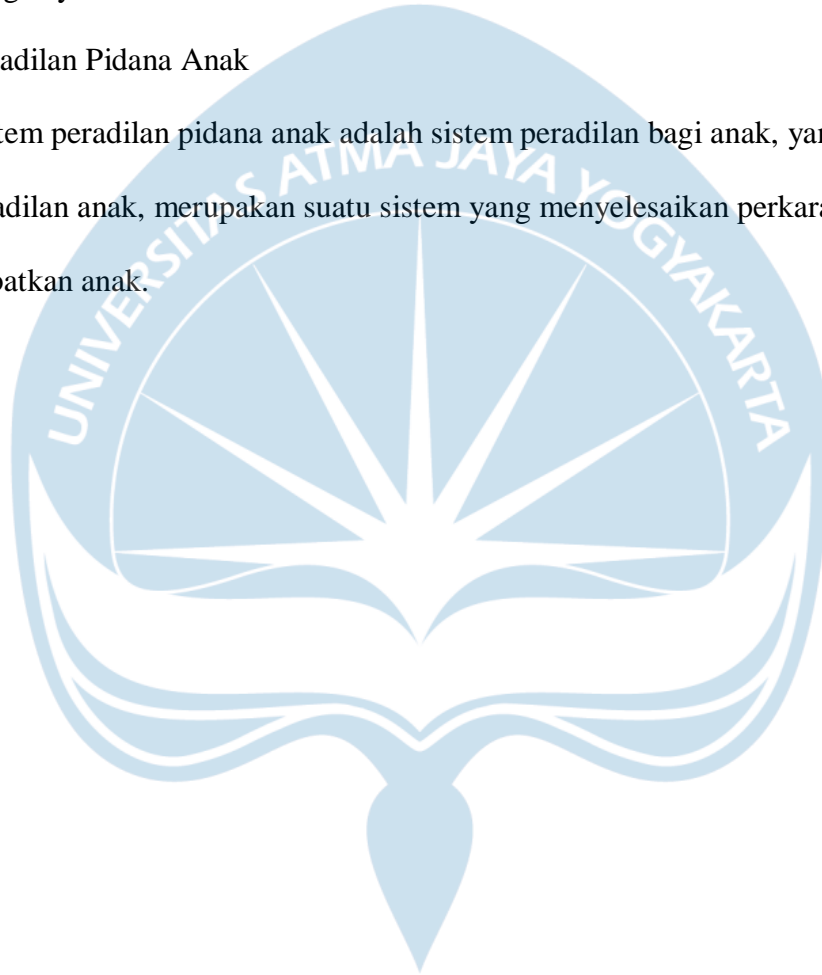 adilan Pidana Anak
tem peradilan pidana anak adalah sistem peradilan bagi anak, yan
adilan anak, merupakan suatu sistem yang menyelesaikan perkara
patkan anak.
UNIVERSITAS ATMA JAYA YOGYAKARTA